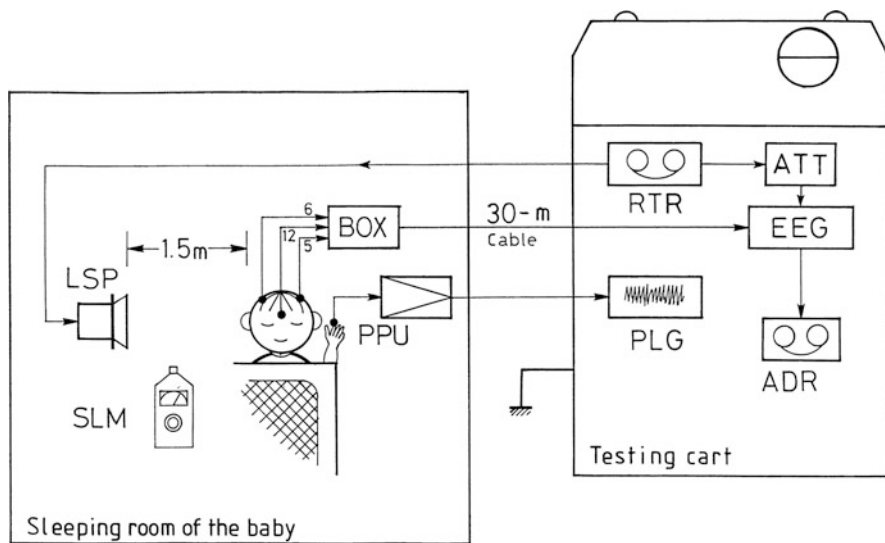 ATT
RTR
6
BOX
12
5
30-m
Cable
EEG
1.5m
LSP
PPU
PLG
ADR
SLM
Testing cart
Sleeping room of the baby